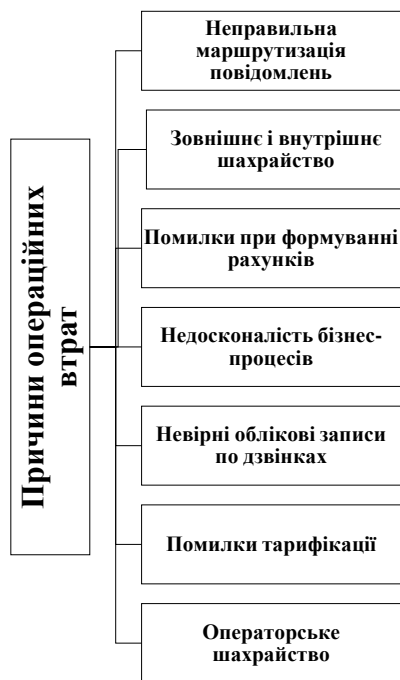 Причини операційних
втрат
Неправильна
маршрутизація
повідомлень
Зовнішнє і внутрішнє
шахрайство
Помилки при формуванні
рахунків
Недосконалість бізнес-
процесів
Невірні облікові записи
по дзвінках
Помилки тарифікації
Операторське
шахрайство